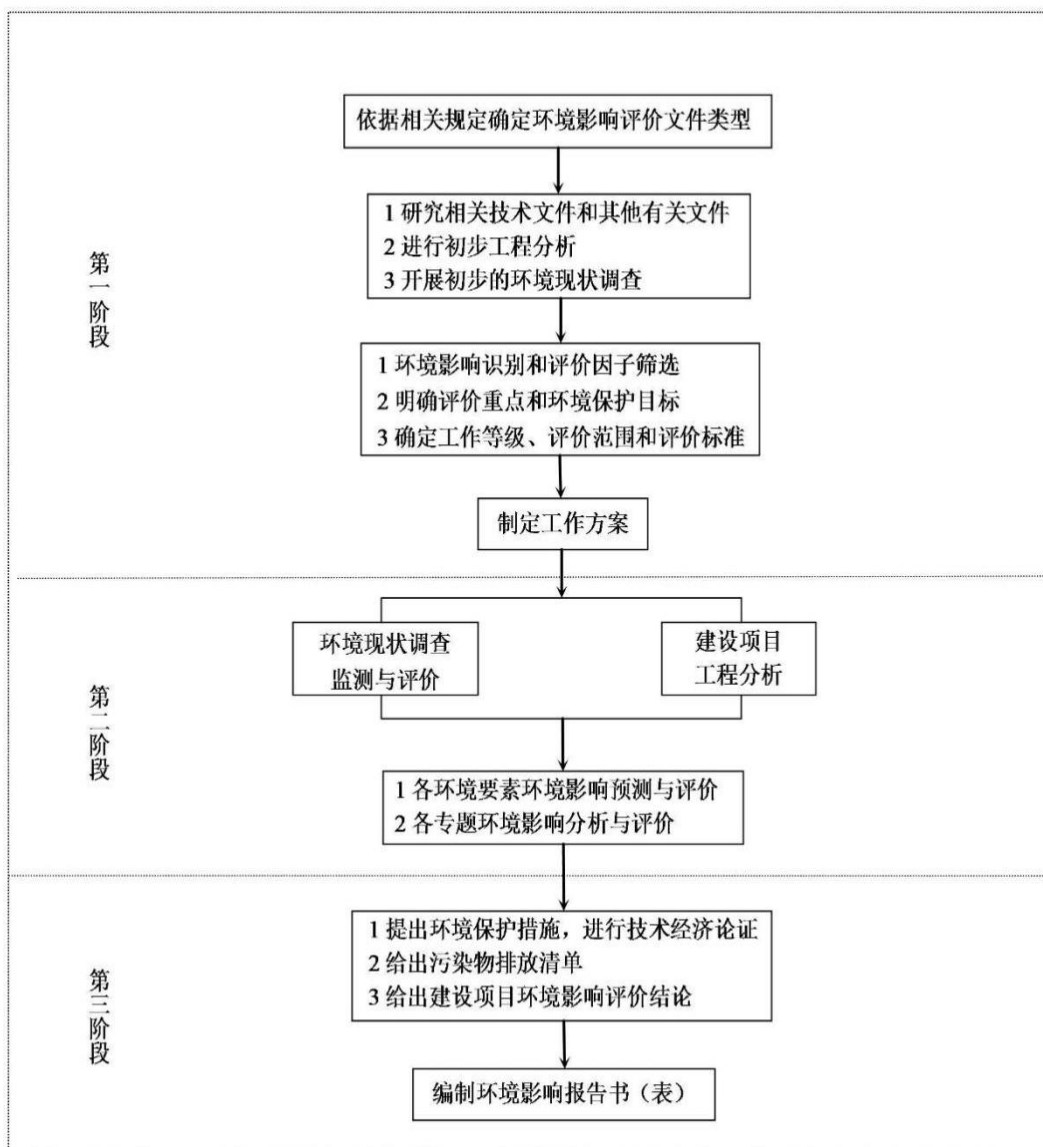 依据相关规定确定环境影响评价文件类型
1 研究相关技术文件和其他有关文件
2 进行初步工程分析
3 开展初步的环境现状调查
第一阶段
1 环境影响识别和评价因子筛选
2 明确评价重点和环境保护目标
3 确定工作等级、评价范围和评价标准
制定工作方案
环境现状调查
监测与评价
建设项目
工程分析
第二阶段
1 各环境要素环境影响预测与评价
2 各专题环境影响分析与评价
1 提出环境保护措施，进行技术经济论证
2 给出污染物排放清单
3 给出建设项目环境影响评价结论
第三阶段
编制环境影响报告书（表）